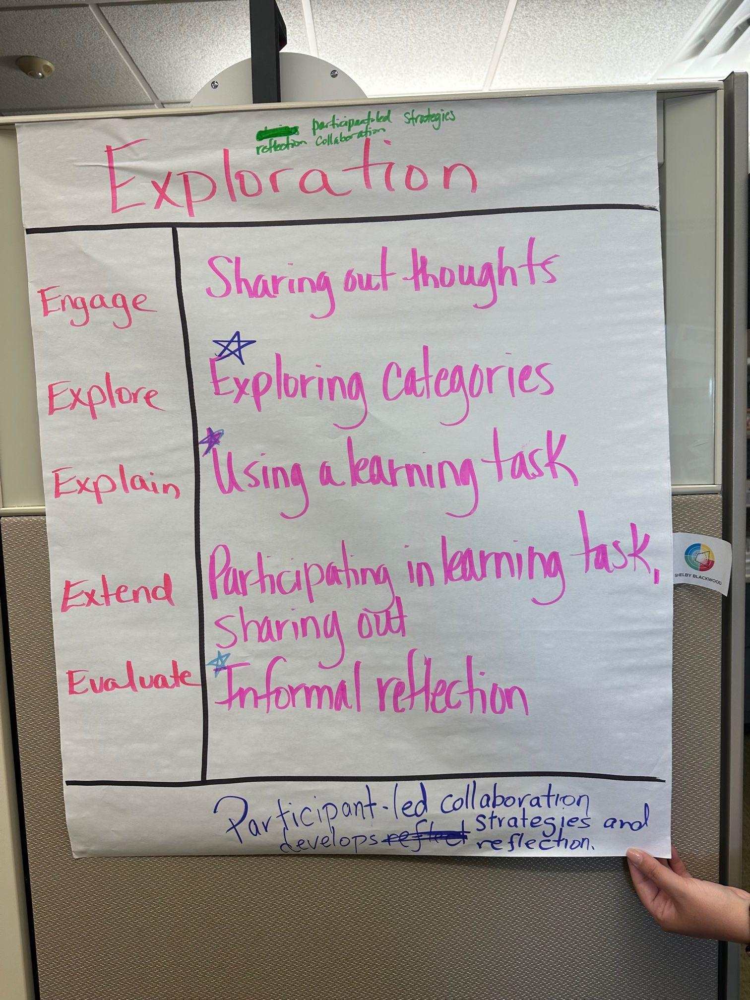 participant-led strategies
reflection collaboration
Exploration
Engage
Sharing out thoughts
Explore
Exploring categories
Explain
Using a learning task
Extend
Participating in learning task,
sharing out
Evaluate
Informal reflection
Participant-led collaboration
develops reflect strategies and
reflection.
SHELBY BLACKWOOD